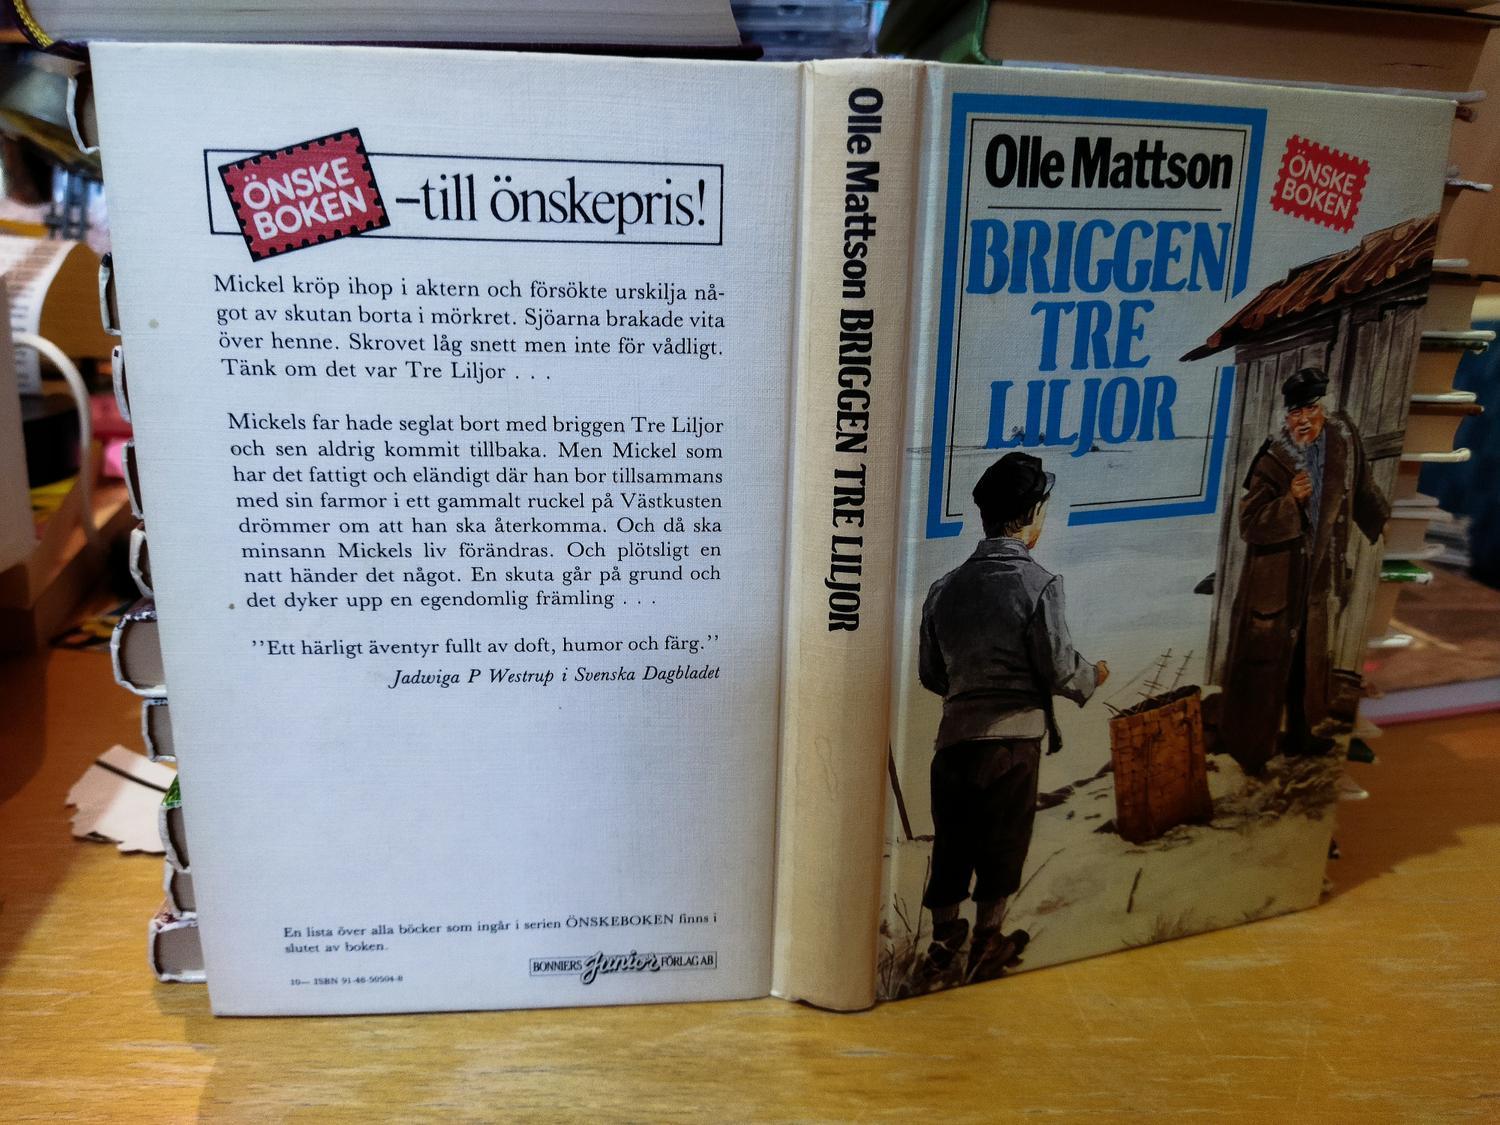 ÖNSKE
BOKEN
–till önskepris!
Mickel kröp ihop i aktern och försökte urskilja nå-
got av skutan borta i mörkret. Sjöarna brakade vita
över henne. Skrovet låg snett men inte för vådligt.
Tänk om det var Tre Liljor . . .
Mickels far hade seglat bort med briggen Tre Liljor
och sen aldrig kommit tillbaka. Men Mickel som
har det fattigt och eländigt där han bor tillsammans
med sin farmor i ett gammalt ruckel på Västkusten
drömmer om att han ska återkomma. Och då ska
minsann Mickels liv förändras. Och plötsligt en
natt händer det något. En skuta går på grund och
det dyker upp en egendomlig främling . . .
”Ett härligt äventyr fullt av doft, humor och färg.”
Jadwiga P Westrup i Svenska Dagbladet
En lista över alla böcker som ingår i serien ÖNSKEBOKEN finns i
slutet av boken.
10— ISBN 91-48-50504-8
BONNIERS Junior FÖRLAG AB
Olle Mattson BRIGGEN TRE LILJOR
Olle Mattson
BRIGGEN
TRE
LILJOR
ÖNSKE
BOKEN